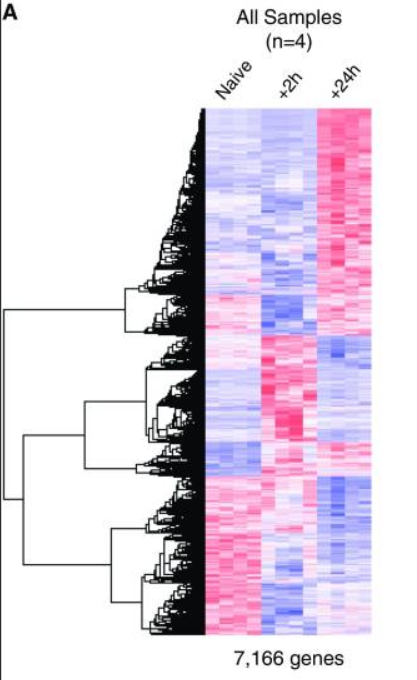 A
All Samples
(n=4)
Naive +2h +24h
7,166 genes